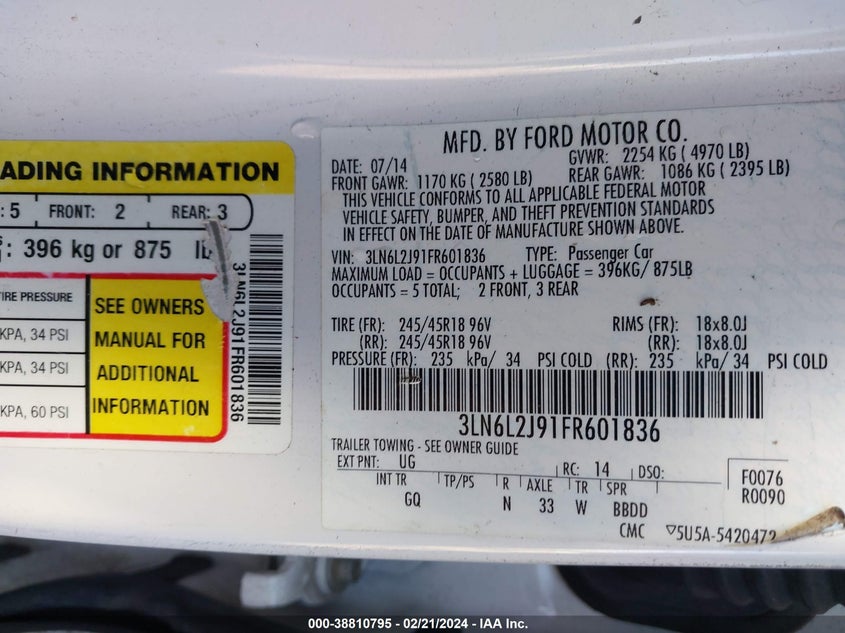 ADING INFORMATION
: 5 FRONT: 2 REAR: 3
: 396 kg or 875
TIRE PRESSURE
KPA, 34 PSI
KPA, 34 PSI
KPA, 60 PSI
SEE OWNERS
MANUAL FOR
ADDITIONAL
INFORMATION
3LN6L2J91FR601836
MFD. BY FORD MOTOR CO.
DATE: 07/14 GVWR: 2254 KG ( 4970 LB)
FRONT GAWR: 1170 KG ( 2580 LB) REAR GAWR: 1086 KG ( 2395 LB)
THIS VEHICLE CONFORMS TO ALL APPLICABLE FEDERAL MOTOR
VEHICLE SAFETY, BUMPER, AND THEFT PREVENTION STANDARDS
IN EFFECT ON THE DATE OF MANUFACTURE SHOWN ABOVE.
VIN: 3LN6L2J91FR601836 TYPE: Passenger Car
MAXIMUM LOAD = OCCUPANTS + LUGGAGE = 396KG/ 875LB
OCCUPANTS = 5 TOTAL; 2 FRONT, 3 REAR
TIRE (FR): 245/45R18 96V RIMS (FR): 18x8.0J
(RR): 245/45R18 96V (RR): 18x8.0J
PRESSURE (FR): 235 kPa/ 34 PSI COLD (RR): 235 kPa/ 34 PSI COLD
3LN6L2J91FR601836
TRAILER TOWING - SEE OWNER GUIDE
EXT PNT: UG RC: 14 DSO: F0076
INT TR TP/PS R AXLE TR SPR R0090
GQ N 33 W BBDD
CMC ▽5U5A-5420472
000-38810795 - 02/21/2024 - IAA Inc.